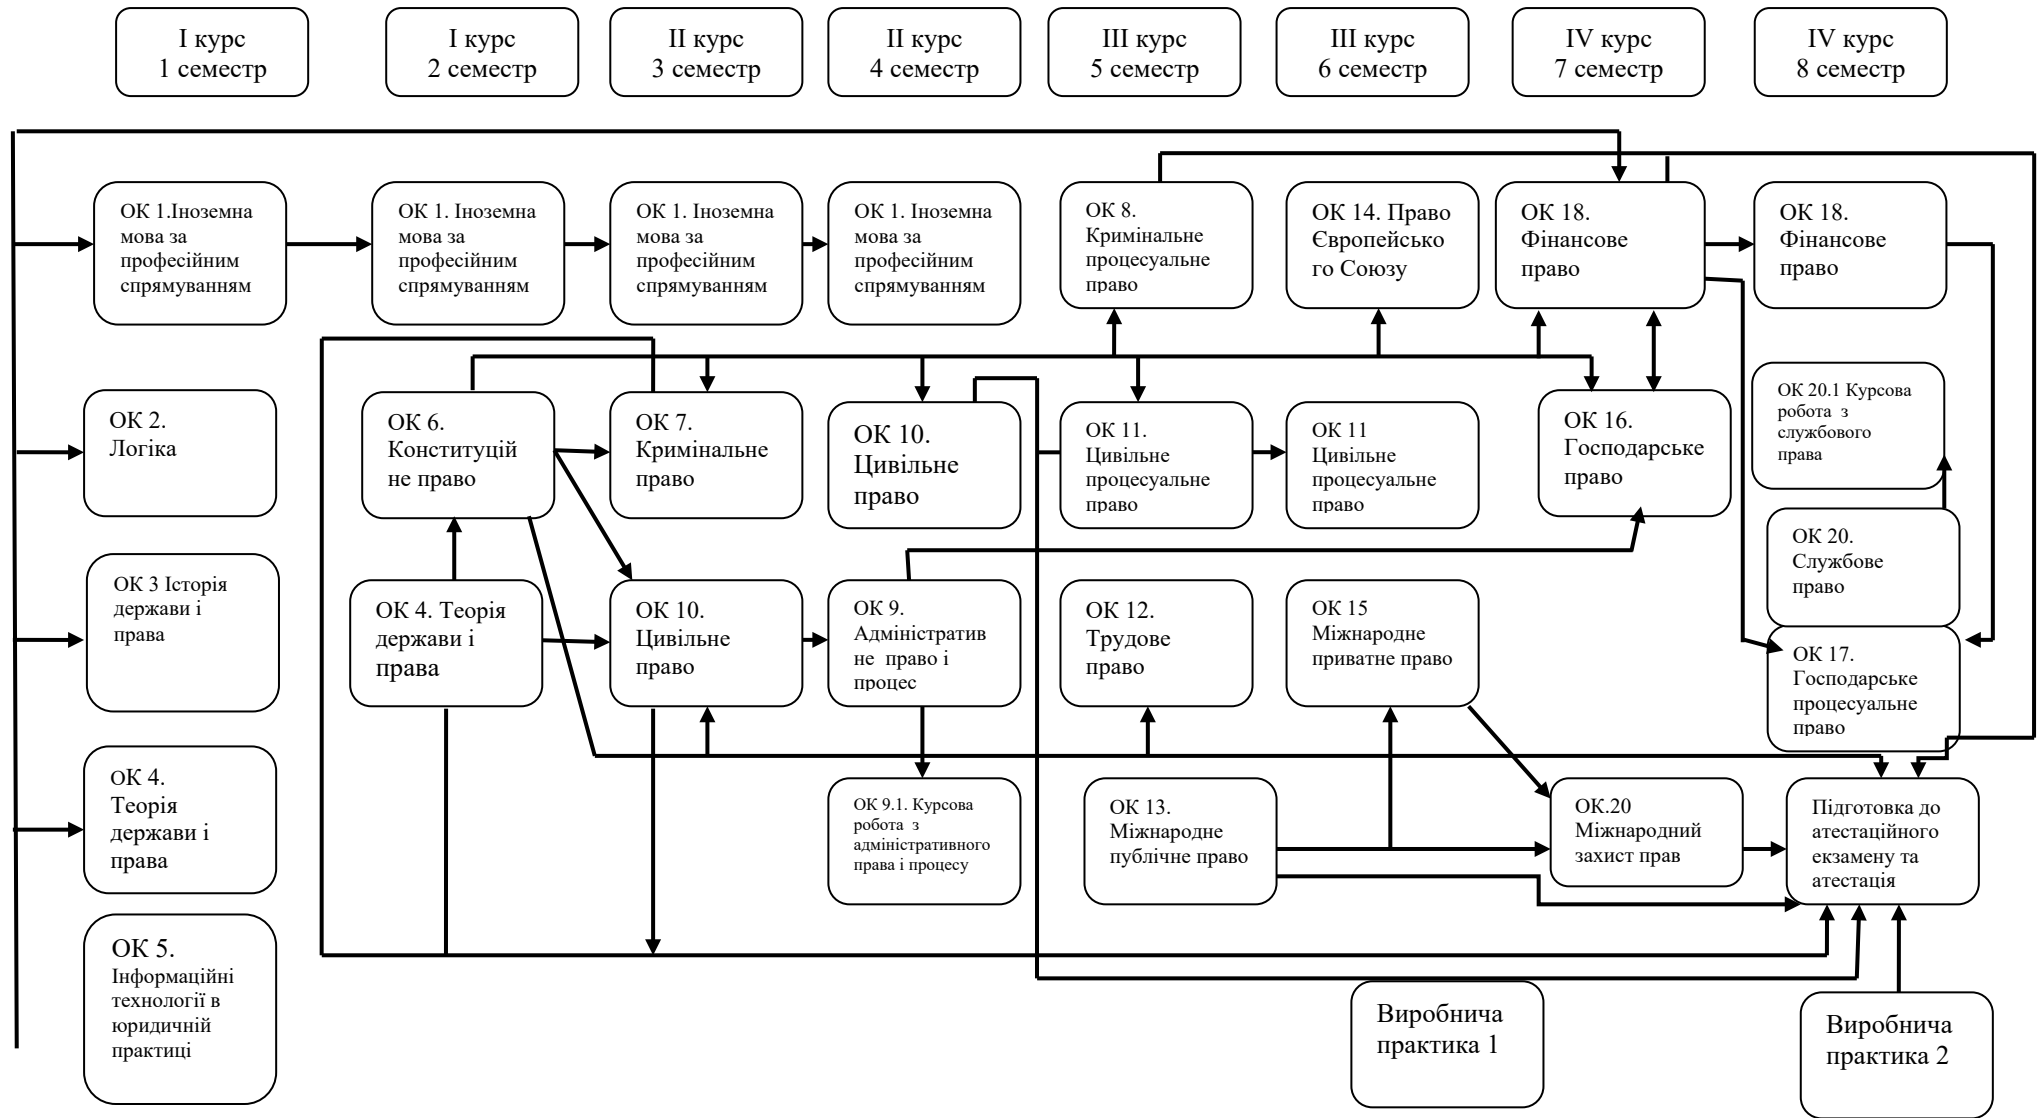 І курс
1 семестр
І курс
2 семестр
ІІ курс
3 семестр
ІІ курс
4 семестр
ІІІ курс
5 семестр
ІІІ курс
6 семестр
IV курс
7 семестр
IV курс
8 семестр
ОК 1.Іноземна
мова за
професійним
спрямуванням
ОК 1. Іноземна
мова за
професійним
спрямуванням
ОК 1. Іноземна
мова за
професійним
спрямуванням
ОК 1. Іноземна
мова за
професійним
спрямуванням
ОК 8.
Кримінальне
процесуальне
право
ОК 14. Право
Європейсько
го Союзу
ОК 18.
Фінансове
право
ОК 18.
Фінансове
право
ОК 2.
Логіка
ОК 6.
Конституцій
не право
ОК 7.
Кримінальне
право
ОК 10.
Цивільне
право
ОК 11.
Цивільне
процесуальне
право
ОК 11
Цивільне
процесуальне
право
ОК 16.
Господарське
право
ОК 20.1 Курсова
робота з
службового
права
ОК 20.
Службове
право
ОК 3 Історія
держави і
права
ОК 4. Теорія
держави і
права
ОК 10.
Цивільне
право
ОК 9.
Адміністратив
не право і
процес
ОК 12.
Трудове
право
ОК 15
Міжнародне
приватне право
ОК 17.
Господарське
процесуальне
право
ОК 4.
Теорія
держави і
права
ОК 9.1. Курсова
робота з
адміністративного
права і процесу
ОК 13.
Міжнародне
публічне право
ОК.20
Міжнародний
захист прав
Підготовка до
атестаційного
екзамену та
атестація
ОК 5.
Інформаційні
технології в
юридичній
практиці
Виробнича
практика 1
Виробнича
практика 2